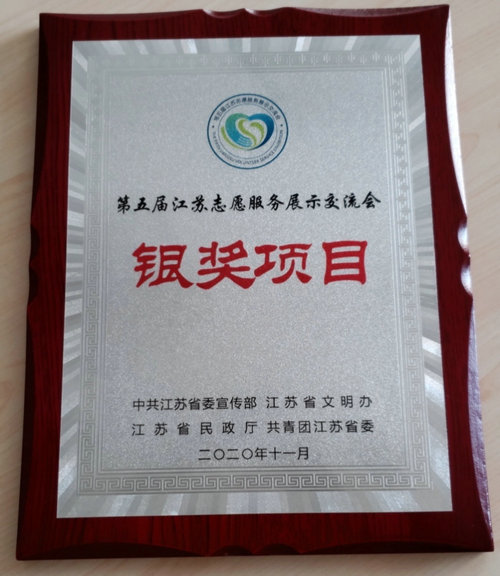 第五届江苏志愿服务展示交流会
银奖项目
中共江苏省委宣传部 江苏省文明办
江苏省民政厅 共青团江苏省委
二〇二〇年十一月